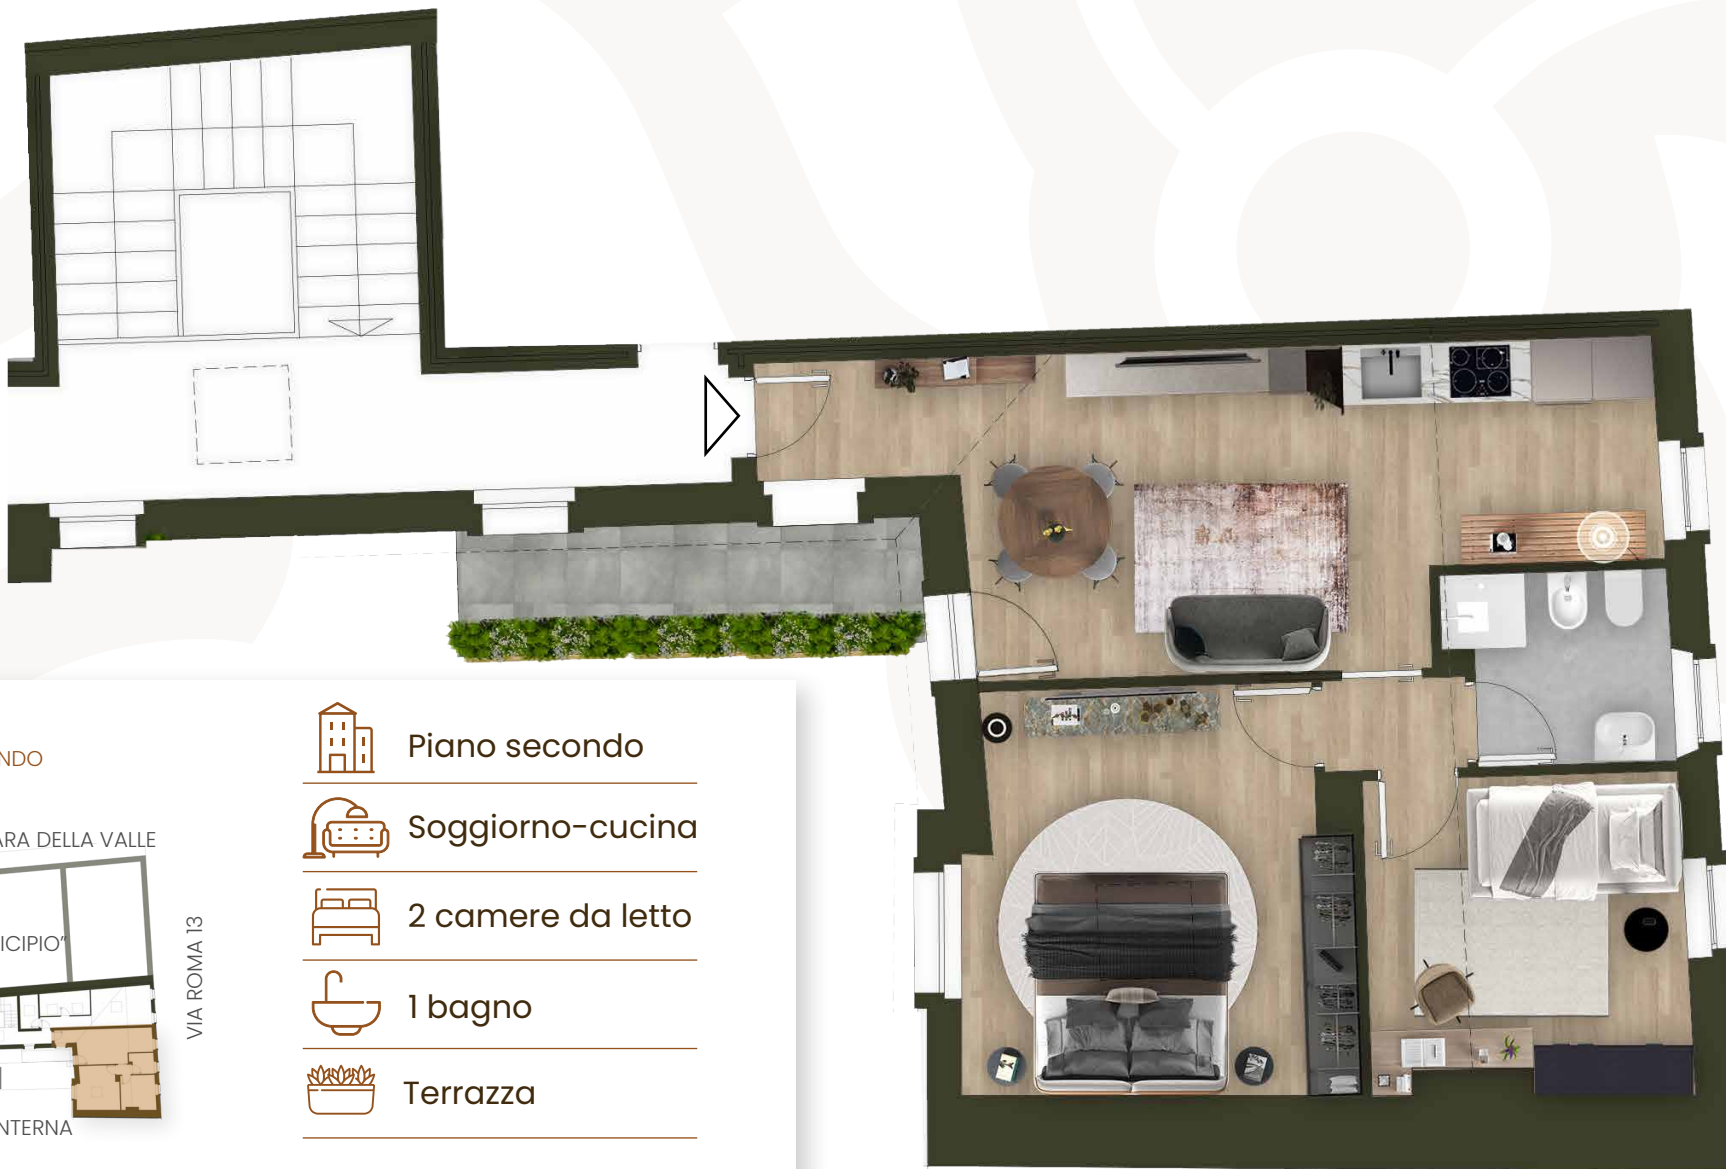 NDO
ARA DELLA VALLE
ICIPIO"
VIA ROMA 13
NTERNA
Piano secondo
Soggiorno-cucina
2 camere da letto
1 bagno
Terrazza